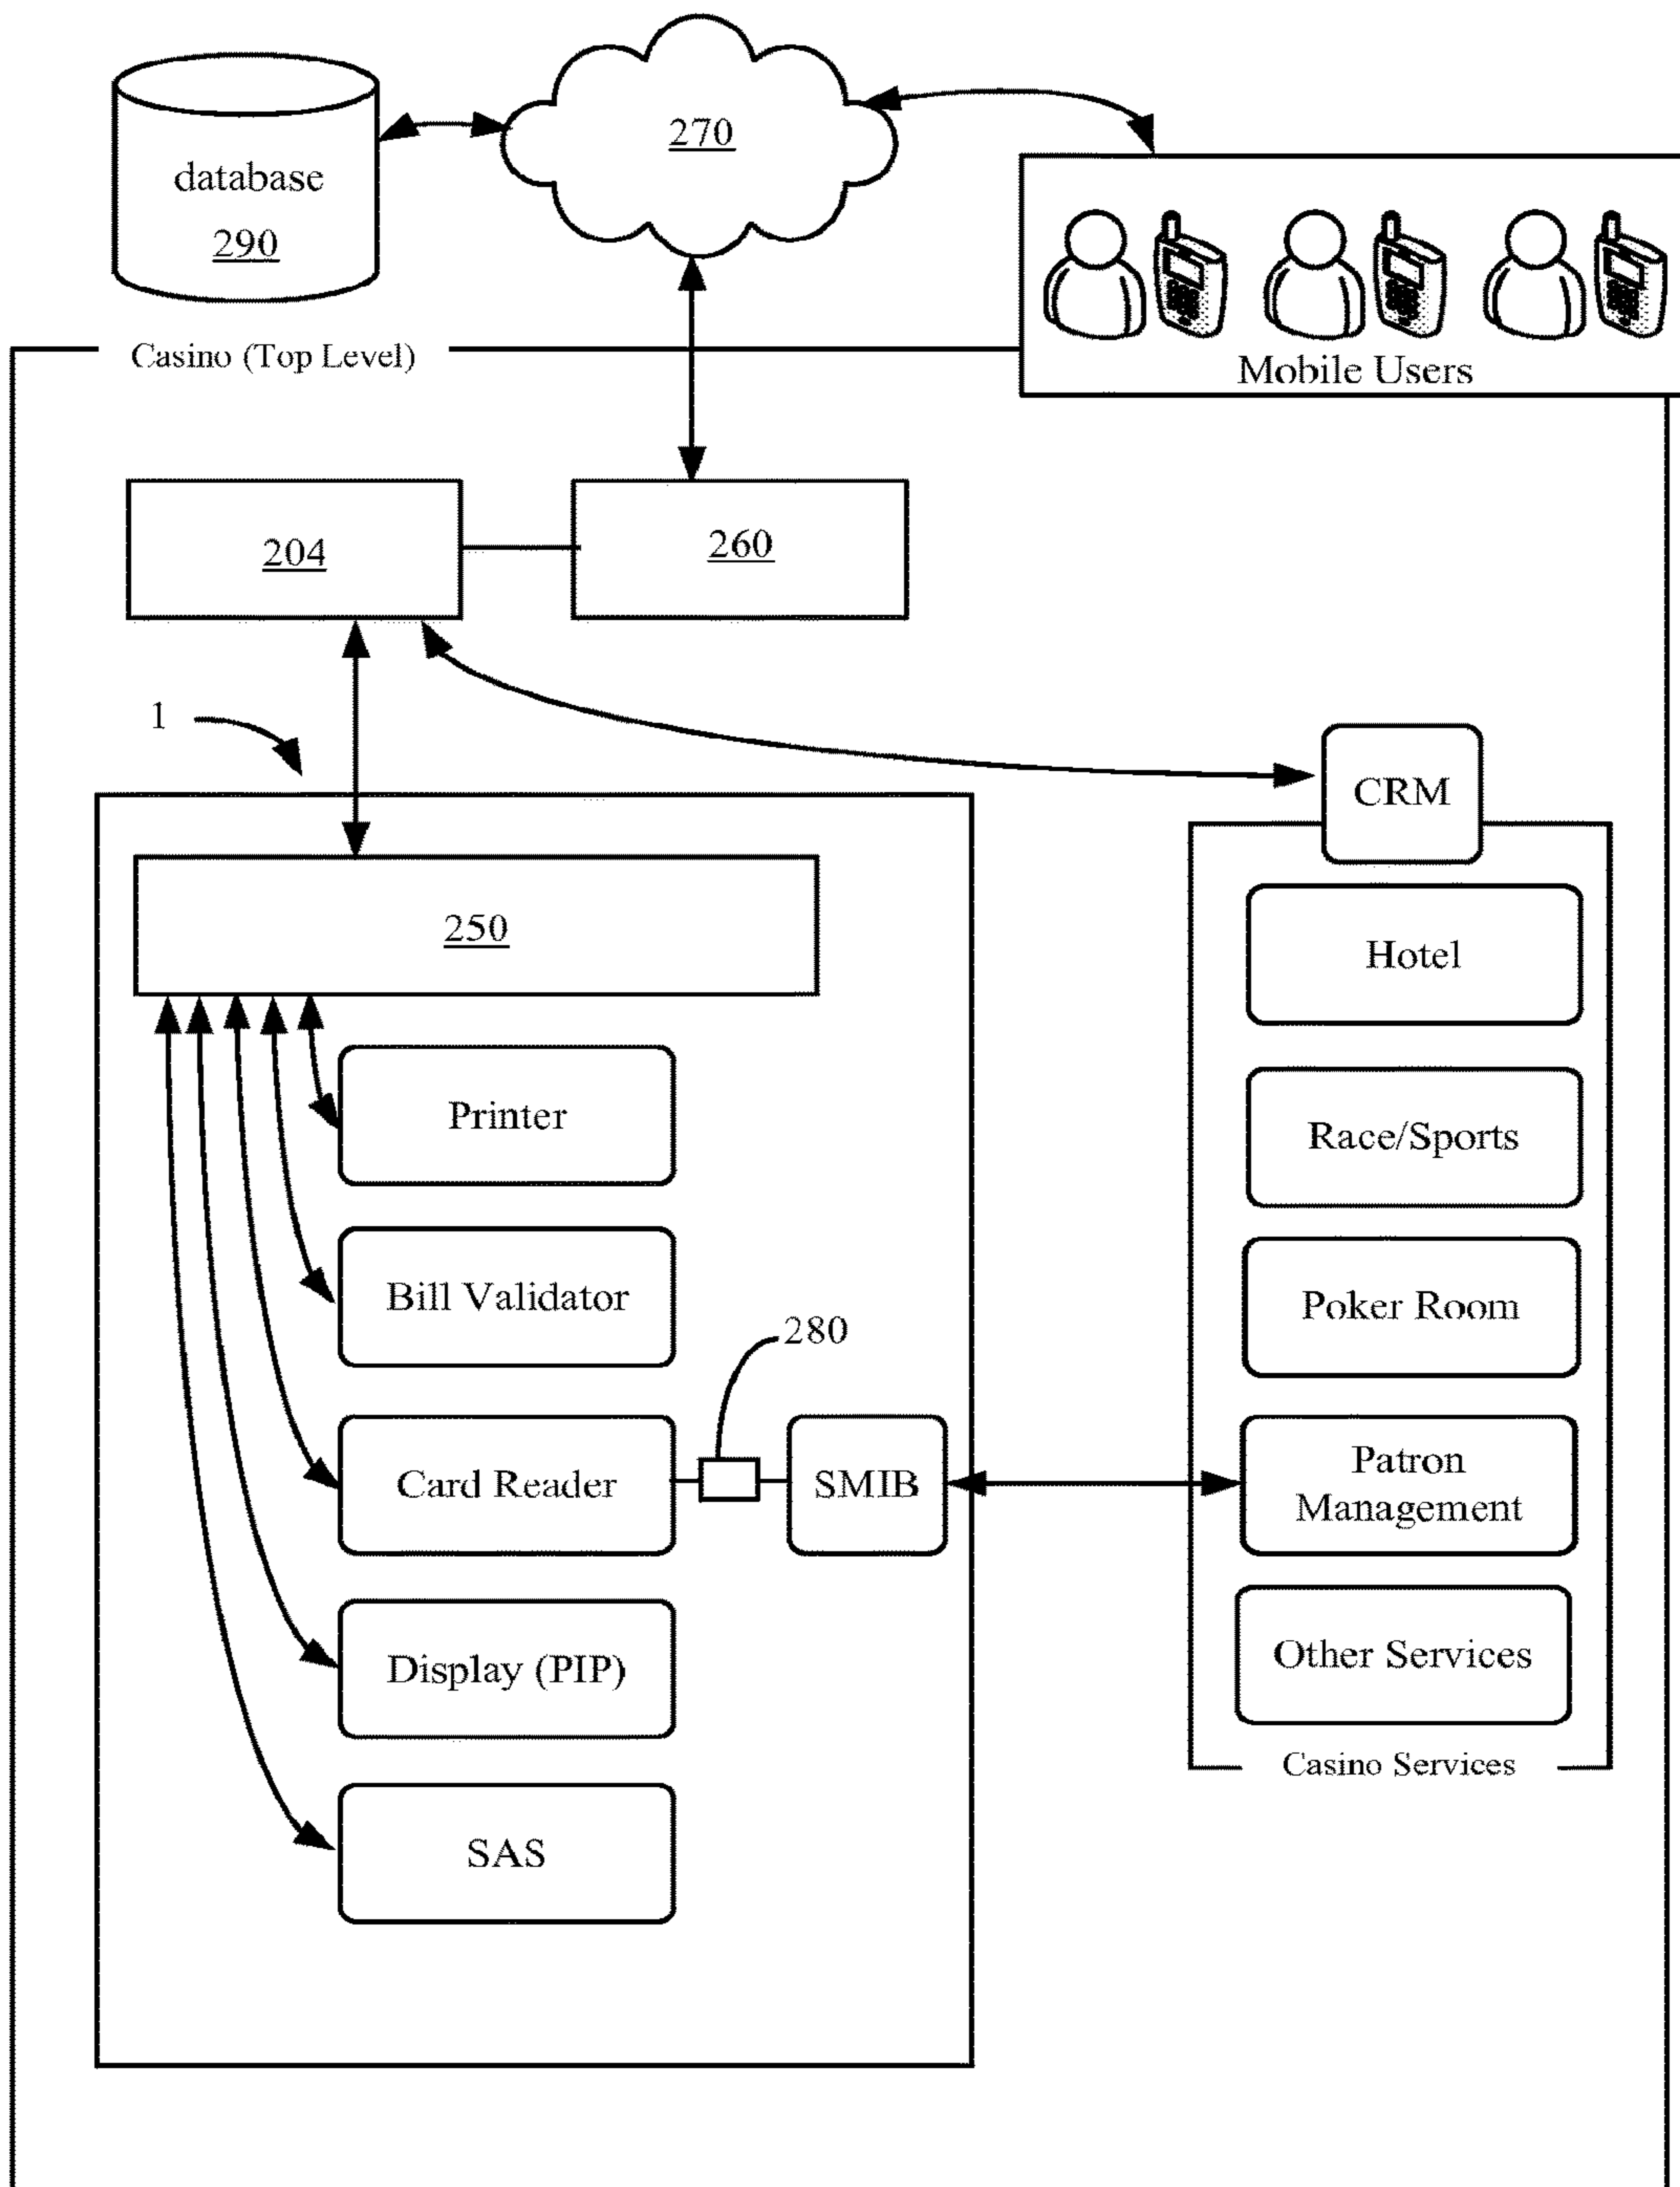 270
database
290
Casino (Top Level)
Mobile Users
204
260
1
CRM
250
Hotel
Printer
Race/Sports
Bill Validator
Poker Room
280
Card Reader
SMIB
Patron
Management
Display (PIP)
Other Services
Casino Services
SAS